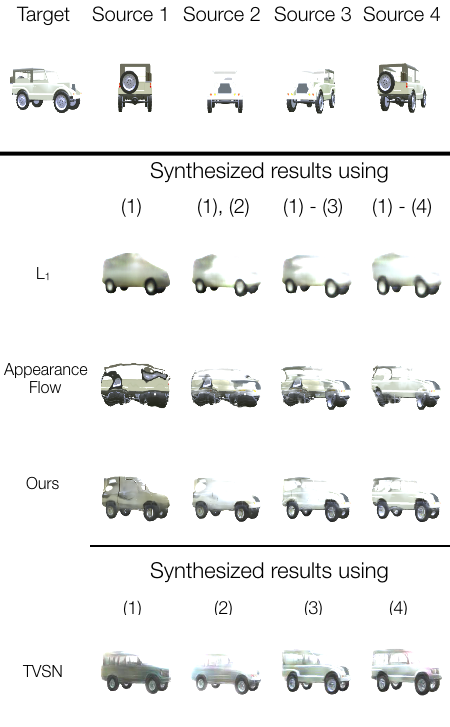 Target Source 1 Source 2 Source 3 Source 4
Synthesized results using
(1) (1), (2) (1) - (3) (1) - (4)
L₁
Appearance
Flow
Ours
Synthesized results using
(1) (2) (3) (4)
TVSN